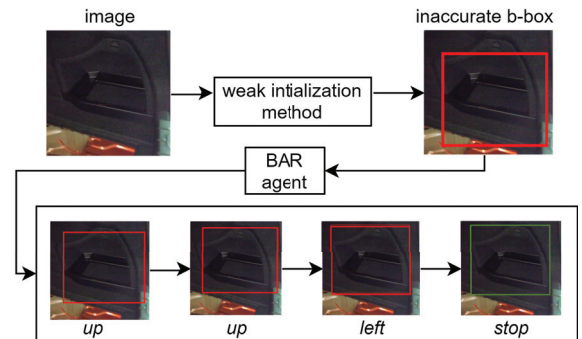 image
inaccurate b-box
weak intialization
method
BAR
agent
up
up
left
stop